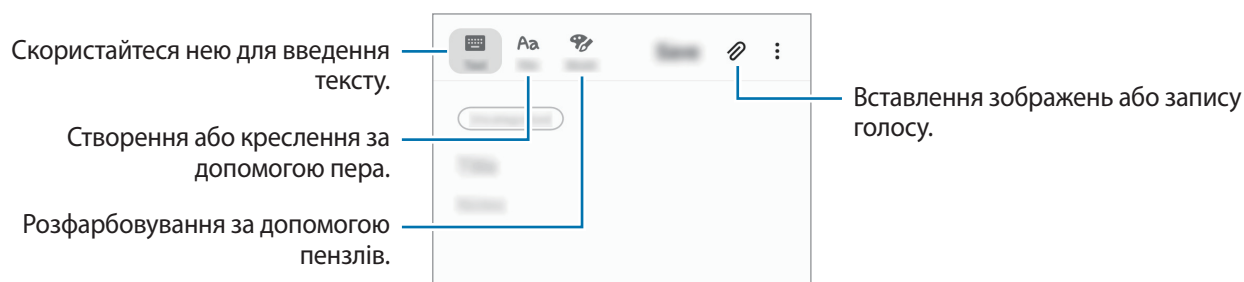 Скористайтеся нею для введення
тексту.
Створення або креслення за
допомогою пера.
Розфарбовування за допомогою
пензлів.
Aa
Вставлення зображень або запису
голосу.